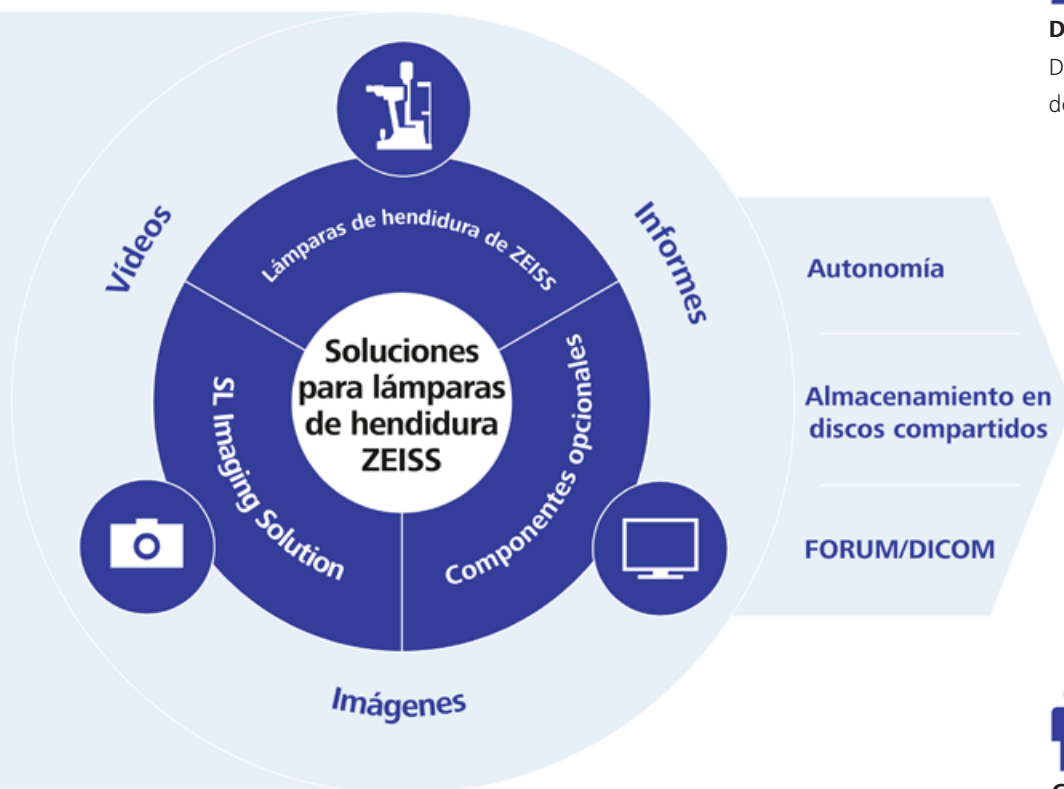 Lámparas de hendidura de ZEISS
Vídeos
Informes
Soluciones
para lámparas
de hendidura
ZEISS
SL Imaging Solution
Componentes opcionales
Imágenes
Autonomía
Almacenamiento en
discos compartidos
FORUM/DICOM